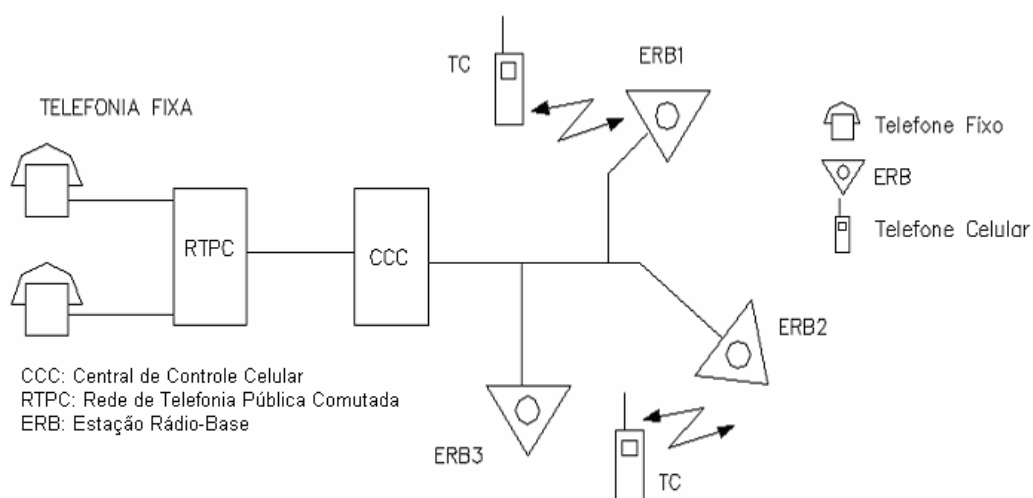 TC
ERB1
TELEFONIA FIXA
Telefone Fixo
ERB
Telefone Celular
RTPC
CCC
ERB2
CCC: Central de Controle Celular
RTPC: Rede de Telefonia Pública Comutada
ERB: Estação Rádio-Base
ERB3
TC